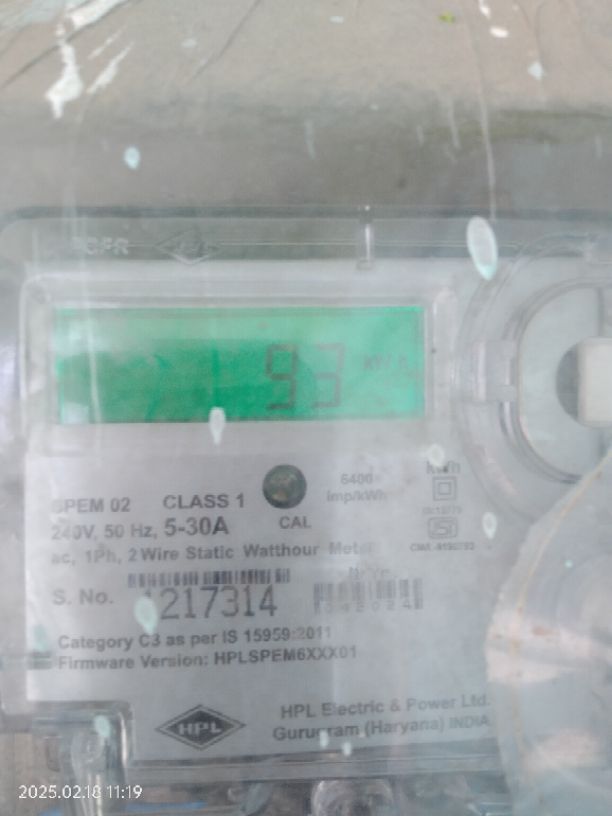 93
kWh
6400
imp/kWh
SPEM 02 CLASS 1
240V, 50 Hz, 5-30A
CAL
ac, 1Ph, 2 Wire Static Watthour Meter
S. No. 1217314
Category C3 as per IS 15959:2011
Firmware Version: HPLSPEM6XXX01
HPL
HPL Electric & Power Ltd.
Gurugram (Haryana) INDIA
2025.02.18 11:19